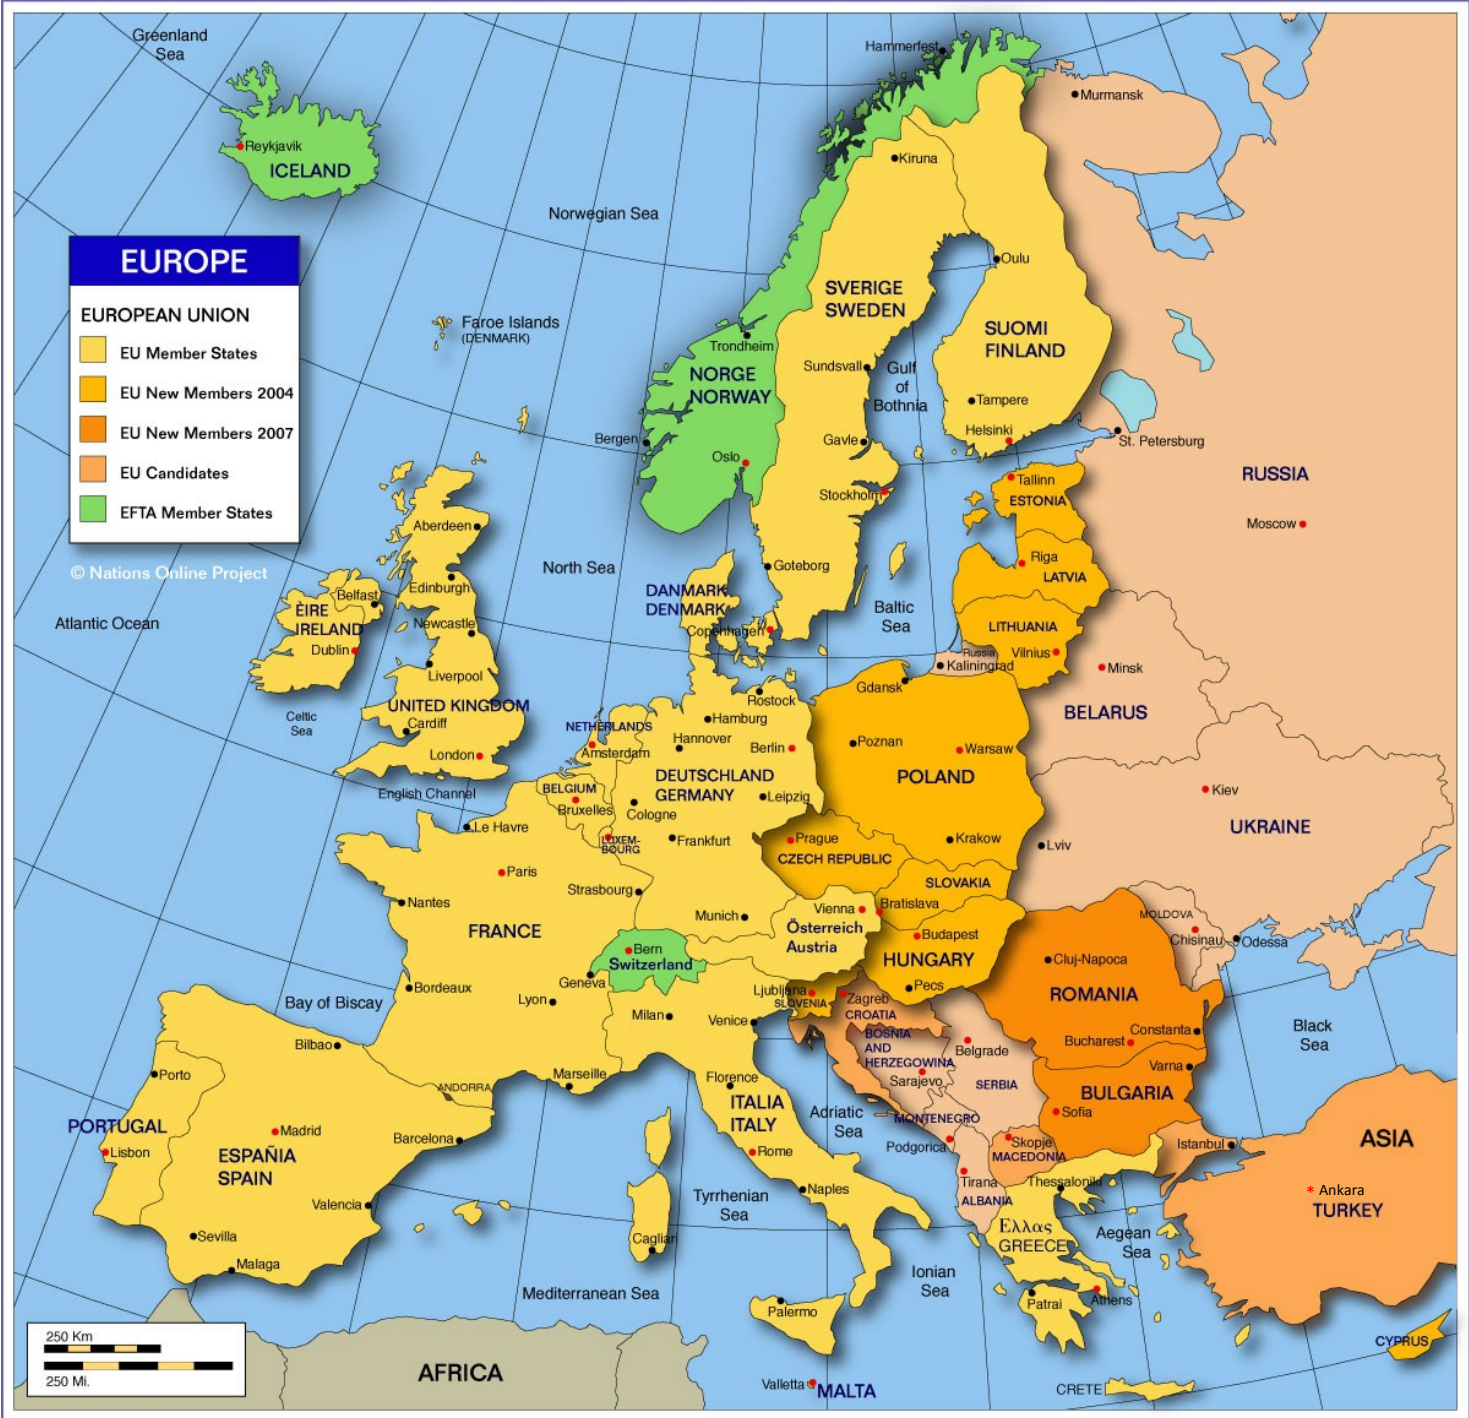 Greenland
Sea
Hammerfest
Murmansk
Reykjavik
ICELAND
Kiruna
Norwegian Sea
EUROPE
EUROPEAN UNION
EU Member States
EU New Members 2004
EU New Members 2007
EU Candidates
EFTA Member States
© Nations Online Project
Oulu
SVERIGE
SWEDEN
SUOMI
FINLAND
Faroe Islands
(DENMARK)
Trondheim
NORGE
NORWAY
Sundsvall
Gulf
of
Bothnia
Tampere
Helsinki
Bergen
Gavle
St. Petersburg
Oslo
RUSSIA
Tallinn
ESTONIA
Stockholm
Moscow
Aberdeen
Riga
LATVIA
North Sea
Goteborg
Edinburgh
DANMARK
DENMARK
Belfast
ÈIRE
IRELAND
Atlantic Ocean
Newcastle
Baltic
Sea
LITHUANIA
Copenhagen
Dublin
Russia
Vilnius
Kaliningrad
Minsk
Liverpool
Gdansk
UNITED KINGDOM
Rostock
BELARUS
Celtic
Sea
Cardiff
NETHERLANDS
Hamburg
London
Amsterdam
Hannover
Berlin
Poznan
Warsaw
DEUTSCHLAND
GERMANY
POLAND
English Channel
BELGIUM
Bruxelles
Leipzig
Cologne
Kiev
UKRAINE
Le Havre
LUXEM-
BOURG
Frankfurt
Prague
Krakow
Lviv
CZECH REPUBLIC
Paris
Strasbourg
SLOVAKIA
Nantes
Munich
Vienna
Bratislava
MOLDOVA
FRANCE
Österreich
Austria
Budapest
Chisinau
Odessa
Bern
Switzerland
HUNGARY
Cluj-Napoca
Geneva
Bordeaux
Lyon
Pecs
ROMANIA
Bay of Biscay
Ljubljana
SLOVENIA
Zagreb
CROATIA
Milan
Venice
Constanta
Black
Sea
Bilbao
BOSNIA
AND
HERZEGOWINA
Belgrade
Bucharest
Porto
Marseille
Florence
Sarajevo
SERBIA
Varna
ANDORRA
BULGARIA
ITALIA
ITALY
Adriatic
Sea
MONTENEGRO
Sofia
PORTUGAL
Madrid
Barcelona
Podgorica
Skopje
MACEDONIA
Istanbul
ASIA
Lisbon
ESPAÑIA
SPAIN
Rome
Tirana
ALBANIA
Thessaloniki
* Ankara
TURKEY
Valencia
Tyrrhenian
Sea
Naples
Ελλας
GREECE
Aegean
Sea
Sevilla
Cagliari
Malaga
Ionian
Sea
Mediterranean Sea
Palermo
Patrai
Athens
250 Km
250 Mi.
CYPRUS
AFRICA
Valletta
MALTA
CRETE